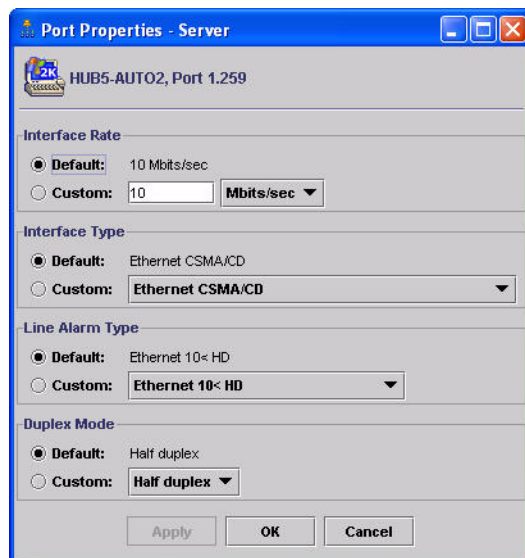 Port Properties - Server
2K
HUB5-AUTO2, Port 1.259
Interface Rate
Default: 10 Mbits/sec
Custom: 10 Mbits/sec
Interface Type
Default: Ethernet CSMA/CD
Custom: Ethernet CSMA/CD
Line Alarm Type
Default: Ethernet 10< HD
Custom: Ethernet 10< HD
Duplex Mode
Default: Half duplex
Custom: Half duplex
Apply OK Cancel